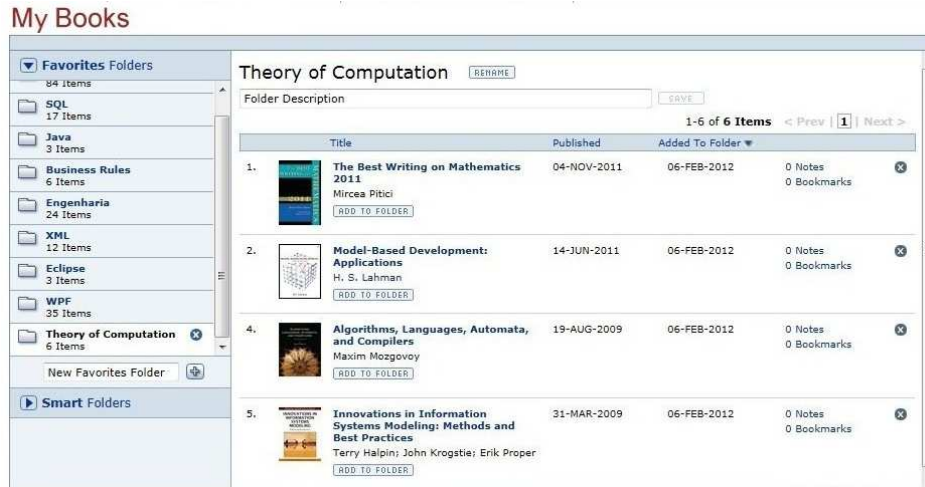 My Books
Favorites Folders
84 Items
SQL
17 Items
Java
3 Items
Business Rules
6 Items
Engenharia
24 Items
XML
12 Items
Eclipse
3 Items
WPF
35 Items
Theory of Computation
6 Items
New Favorites Folder
Smart Folders
Theory of Computation RENAME
Folder Description SAVE
1-6 of 6 Items < Prev | 1 | Next >
Title Published Added To Folder
1. The Best Writing on Mathematics 04-NOV-2011 06-FEB-2012 0 Notes
2011 0 Bookmarks
Mircea Pitici
ADD TO FOLDER
2. Model-Based Development: 14-JUN-2011 06-FEB-2012 0 Notes
Applications 0 Bookmarks
H. S. Lahman
ADD TO FOLDER
4. Algorithms, Languages, Automata, 19-AUG-2009 06-FEB-2012 0 Notes
and Compilers 0 Bookmarks
Maxim Mozgovoy
ADD TO FOLDER
5. Innovations in Information 31-MAR-2009 06-FEB-2012 0 Notes
Systems Modeling: Methods and 0 Bookmarks
Best Practices
Terry Halpin; John Krogstie; Erik Proper
ADD TO FOLDER